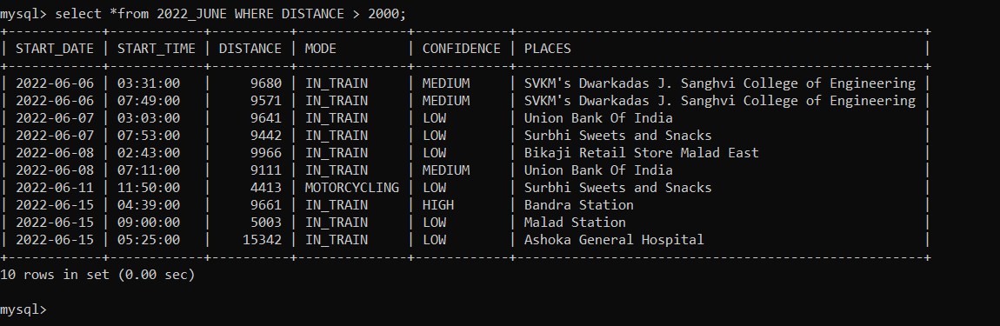 mysql> select *from 2022_JUNE WHERE DISTANCE > 2000;
+------------+------------+----------+--------------+------------+----------------------------------------------------+
| START_DATE | START_TIME | DISTANCE | MODE         | CONFIDENCE | PLACES                                             |
+------------+------------+----------+--------------+------------+----------------------------------------------------+
| 2022-06-06 | 03:31:00   |     9680 | IN_TRAIN     | MEDIUM     | SVKM's Dwarkadas J. Sanghvi College of Engineering |
| 2022-06-06 | 07:49:00   |     9571 | IN_TRAIN     | MEDIUM     | SVKM's Dwarkadas J. Sanghvi College of Engineering |
| 2022-06-07 | 03:03:00   |     9641 | IN_TRAIN     | LOW        | Union Bank Of India                                |
| 2022-06-07 | 07:53:00   |     9442 | IN_TRAIN     | LOW        | Surbhi Sweets and Snacks                           |
| 2022-06-08 | 02:43:00   |     9966 | IN_TRAIN     | LOW        | Bikaji Retail Store Malad East                     |
| 2022-06-08 | 07:11:00   |     9111 | IN_TRAIN     | MEDIUM     | Union Bank Of India                                |
| 2022-06-11 | 11:50:00   |     4413 | MOTORCYCLING | LOW        | Surbhi Sweets and Snacks                           |
| 2022-06-15 | 04:39:00   |     9661 | IN_TRAIN     | HIGH       | Bandra Station                                     |
| 2022-06-15 | 09:00:00   |     5003 | IN_TRAIN     | LOW        | Malad Station                                      |
| 2022-06-15 | 05:25:00   |    15342 | IN_TRAIN     | LOW        | Ashoka General Hospital                            |
+------------+------------+----------+--------------+------------+----------------------------------------------------+
10 rows in set (0.00 sec)
mysql>